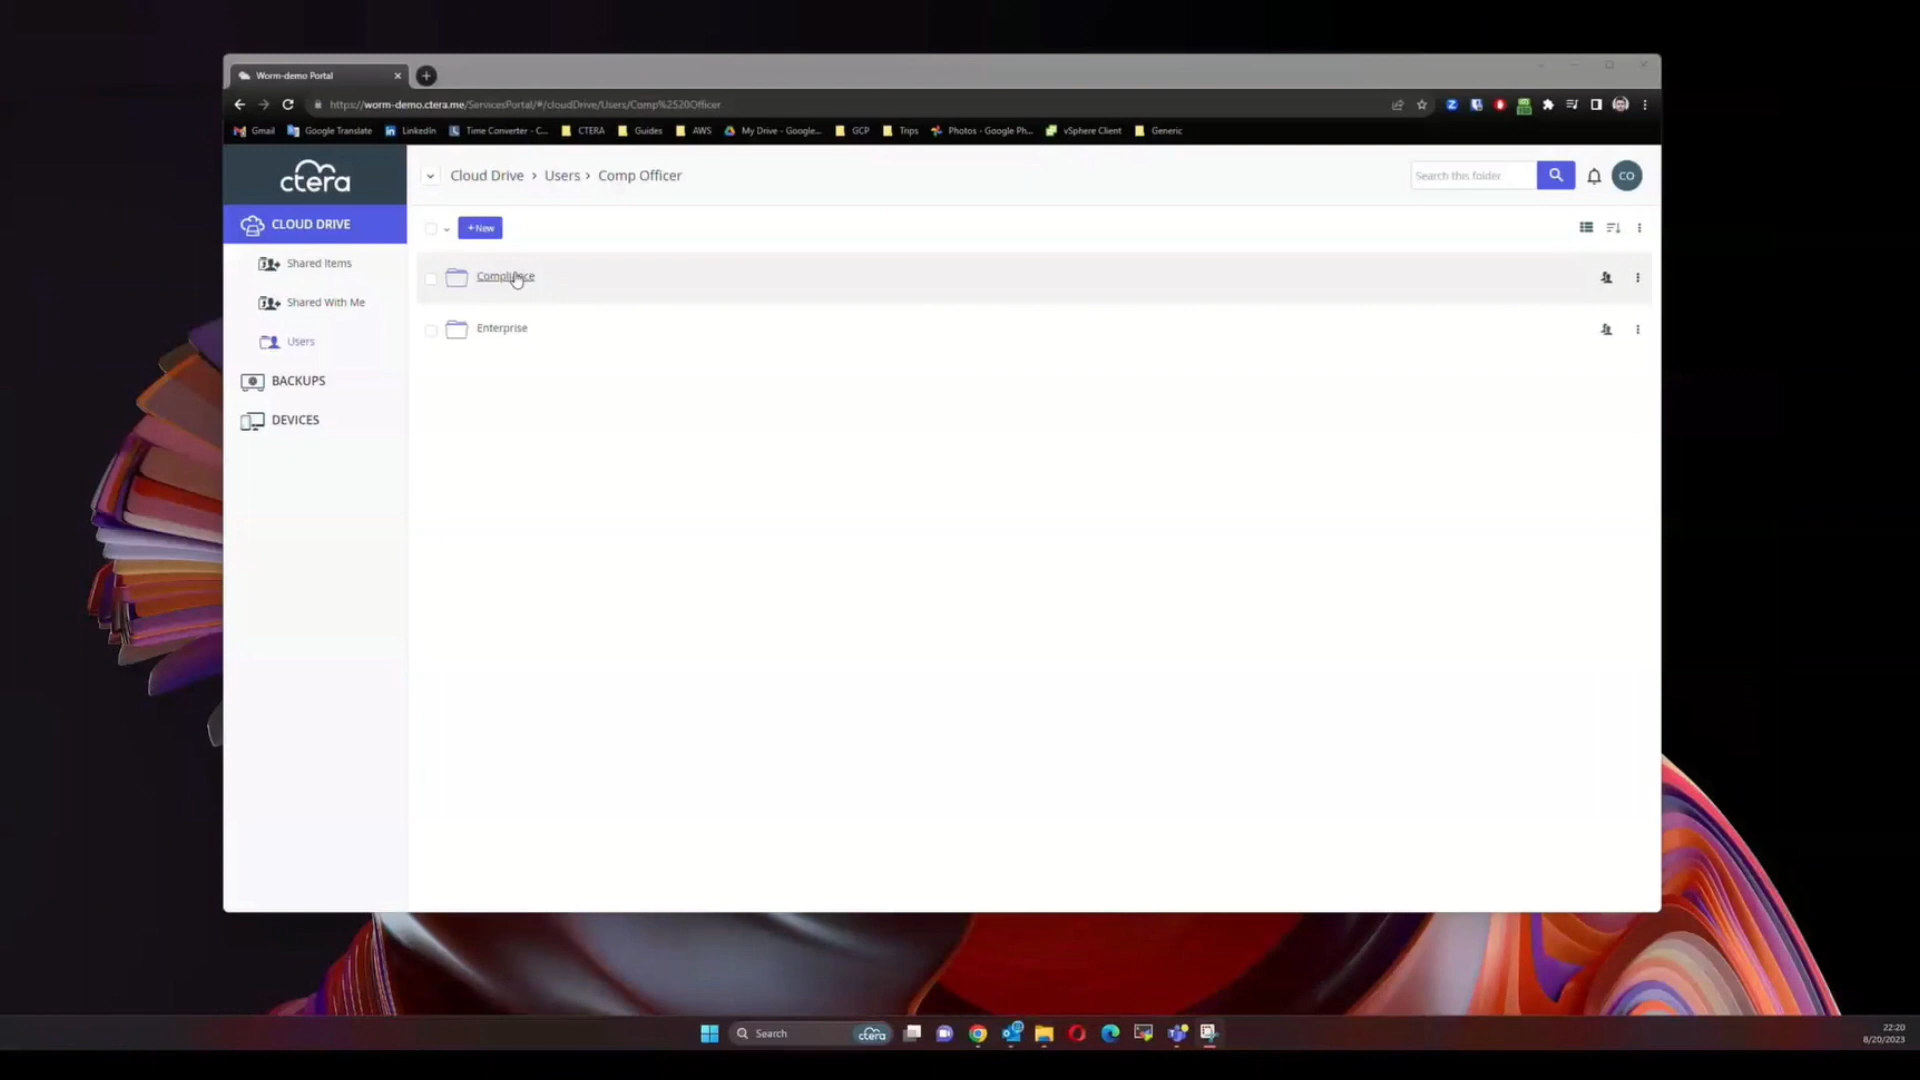 Worm-demo Portal
https://worm-demo.ctera.me/ServicesPortal/#/cloudDrive/Users/Comp%2520Officer
Gmail
Google Translate
LinkedIn
Time Converter - C...
CTERA
Guides
AWS
My Drive - Google...
GCP
Trips
Photos - Google Ph...
vSphere Client
Generic
ctera
Cloud Drive > Users > Comp Officer
Search this folder
CO
CLOUD DRIVE
+ New
Shared Items
Compliance
Shared With Me
Enterprise
Users
BACKUPS
DEVICES
Search
ctera
22:20
8/20/2023